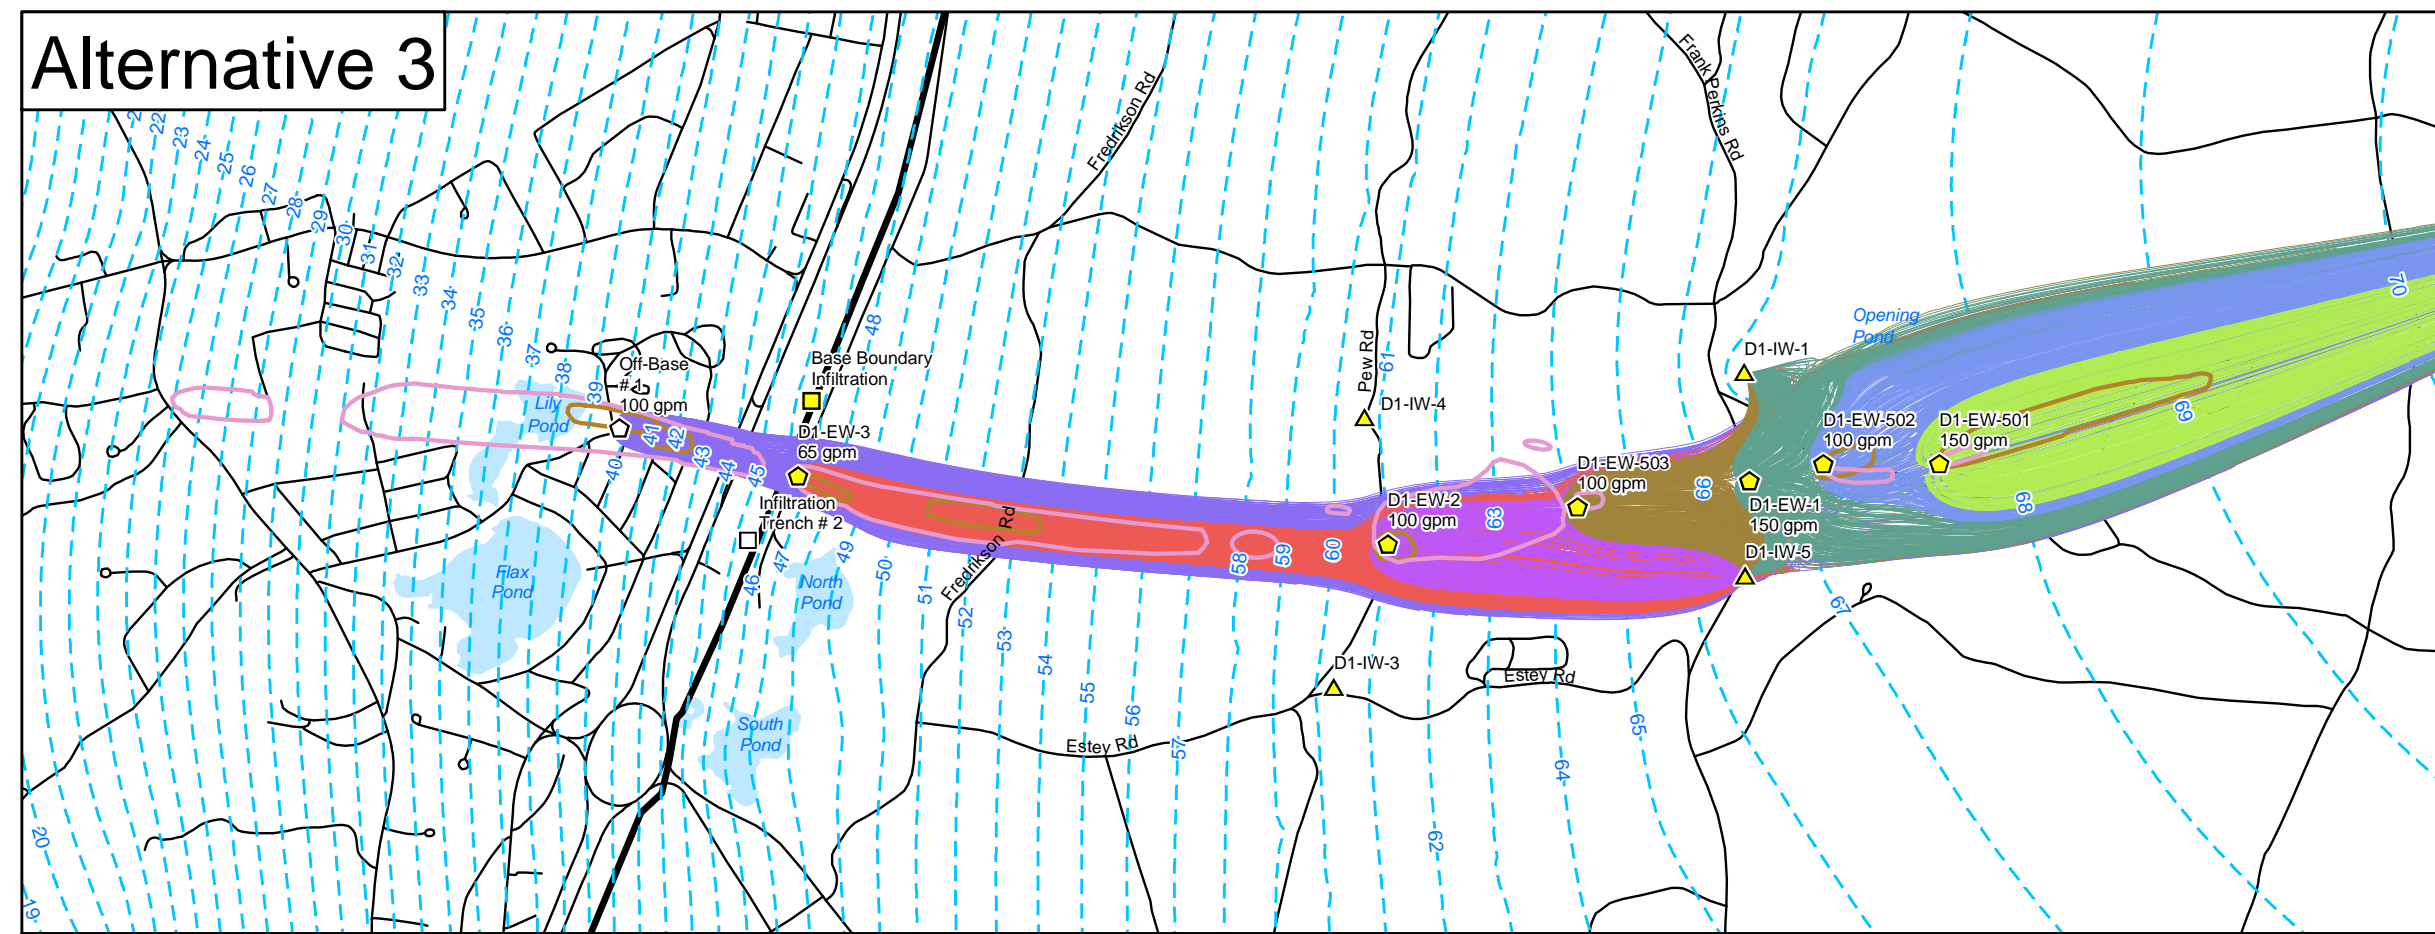 Alternative 3
22
23
24
25
26
27
28
29
30
31
32
33
34
35
36
37
38
39
40
41
42
43
44
45
46
47
48
49
50
51
52
53
54
55
56
57
58
59
60
61
62
63
64
65
66
67
68
69
70
20
19
Fredrikson Rd
Frank Perkins Rd
Pew Rd
Fredrikson Rd
Estey Rd
Estey Rd
Opening
Pond
Lily
Pond
Flax
Pond
North
Pond
South
Pond
Off-Base
# 1
100 gpm
Base Boundary
Infiltration
D1-EW-3
65 gpm
Infiltration
Trench # 2
D1-IW-4
D1-EW-2
100 gpm
D1-IW-3
D1-EW-503
100 gpm
D1-IW-1
D1-EW-502
100 gpm
D1-EW-501
150 gpm
D1-EW-1
150 gpm
D1-IW-5